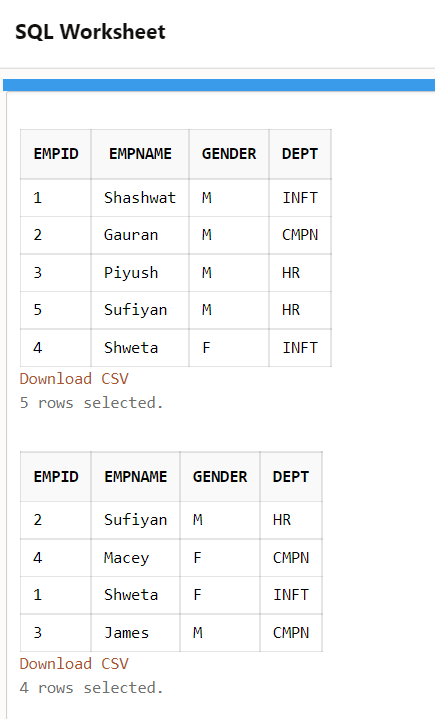 SQL Worksheet
EMPID EMPNAME GENDER DEPT
1 Shashwat M INFT
2 Gauran M CMPN
3 Piyush M HR
5 Sufiyan M HR
4 Shweta F INFT
Download CSV
5 rows selected.
EMPID EMPNAME GENDER DEPT
2 Sufiyan M HR
4 Macey F CMPN
1 Shweta F INFT
3 James M CMPN
Download CSV
4 rows selected.